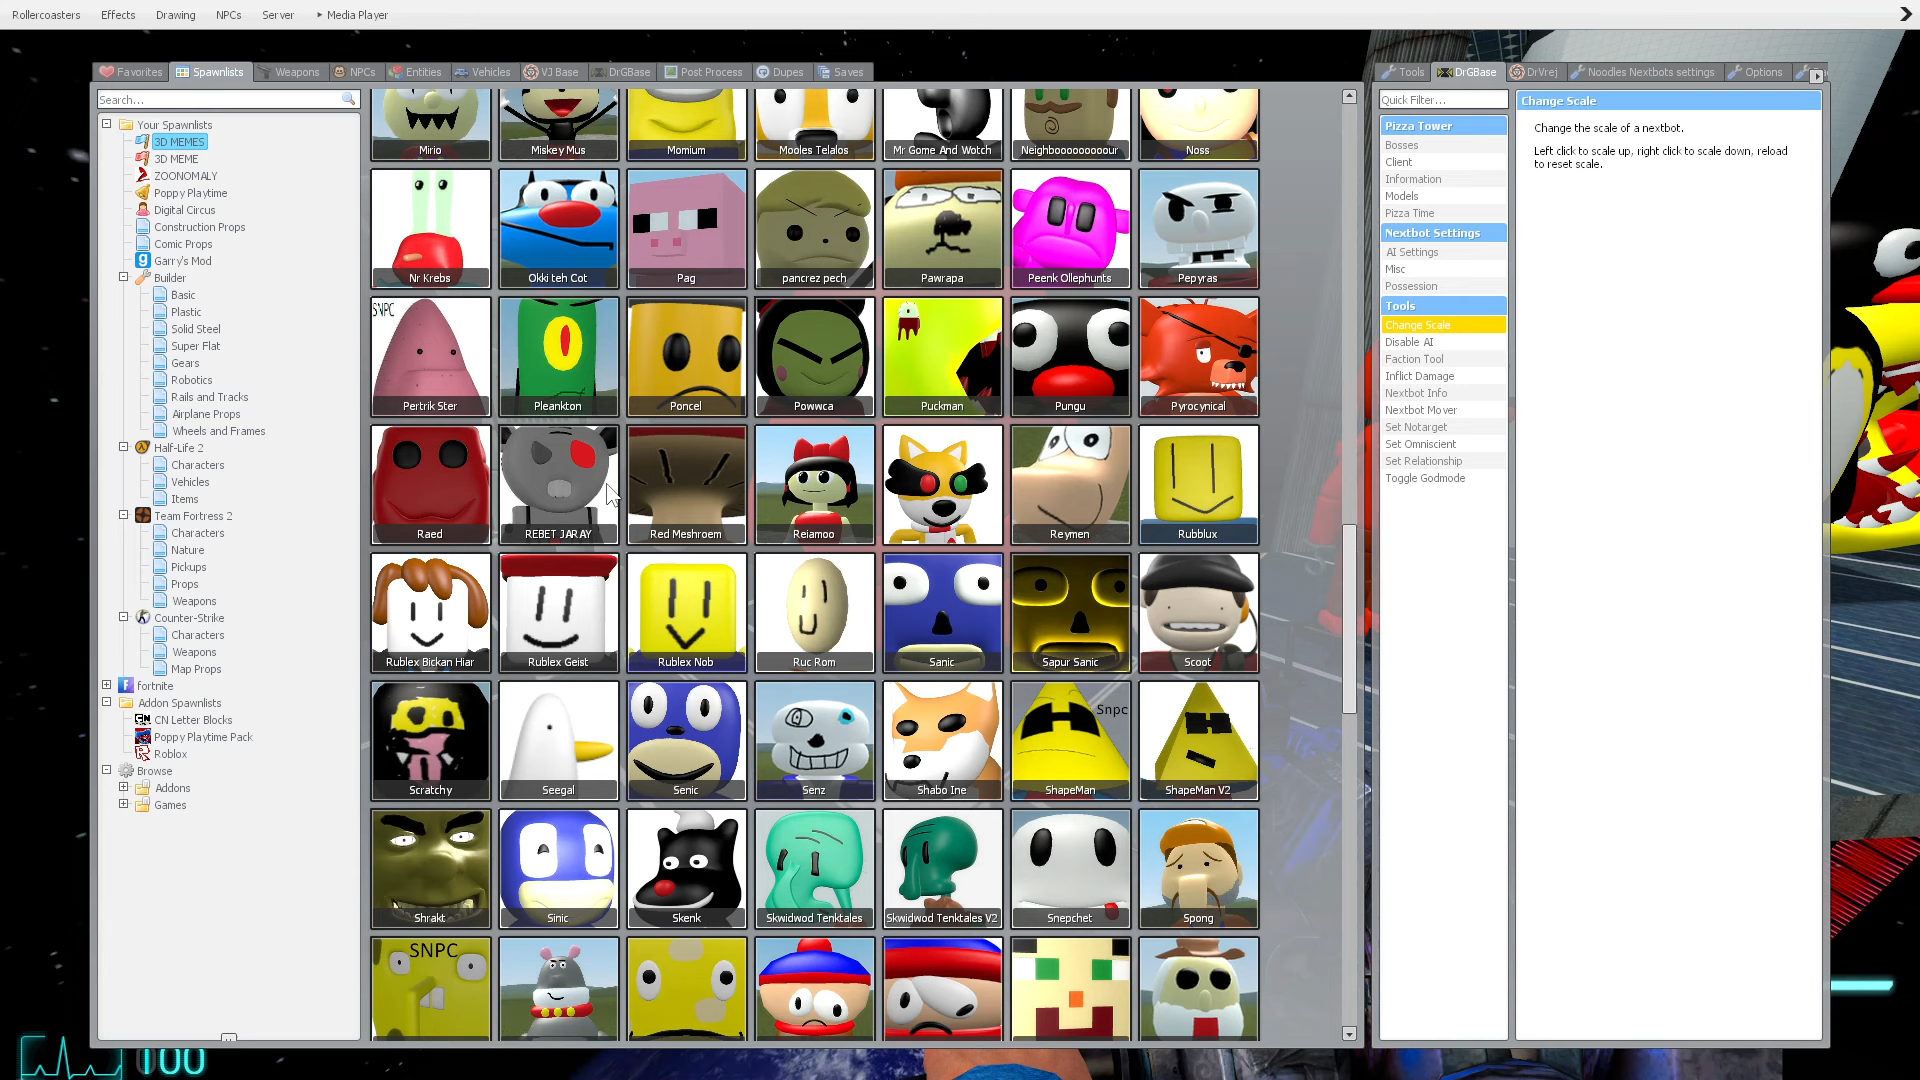 Rollercoasters Effects Drawing NPCs Server Media Player
Favorites Spawnlists Weapons NPCs Entities Vehicles VJ Base DrGBase Post Process Dupes Saves
Search...
Your Spawnlists
3D MEMES
3D MEME
ZOONOMALY
Poppy Playtime
Digital Circus
Construction Props
Comic Props
Garry's Mod
Builder
Basic
Plastic
Solid Steel
Super Flat
Gears
Robotics
Rails and Tracks
Airplane Props
Wheels and Frames
Half-Life 2
Characters
Vehicles
Items
Team Fortress 2
Characters
Nature
Pickups
Props
Weapons
Counter-Strike
Characters
Weapons
Map Props
fortnite
Addon Spawnlists
CN Letter Blocks
Poppy Playtime Pack
Roblox
Browse
Addons
Games
Mirio Miskey Mus Momium Mooles Telalos Mr Gome And Wotch Neighboooooooooour Noss
Nr Krebs Okki teh Cot Pag pancrez pech Pawrapa Peenk Ollephunts Pepyras
SNPC
Pertrik Ster Pleankton Poncel Powwca Puckman Pungu Pyrocynical
Raed REBET JARAY Red Meshroem Reiamoo Reymen Rubblux
Rublex Bickan Hiar Rublex Geist Rublex Nob Ruc Rom Sanic Sapur Sanic Scoot
Snpc
Scratchy Seegal Senic Senz Shabo Ine ShapeMan ShapeMan V2
Shrakt Sinic Skenk Skwidwod Tenktales Skwidwod Tenktales V2 Snepchet Spong
SNPC
Tools DrGBase DrVrej Noodles Nextbots settings Options
Quick Filter...
Pizza Tower
Bosses
Client
Information
Models
Pizza Time
Nextbot Settings
AI Settings
Misc
Possession
Tools
Change Scale
Disable AI
Faction Tool
Inflict Damage
Nextbot Info
Nextbot Mover
Set Notarget
Set Omniscient
Set Relationship
Toggle Godmode
Change Scale
Change the scale of a nextbot.
Left click to scale up, right click to scale down, reload
to reset scale.
100